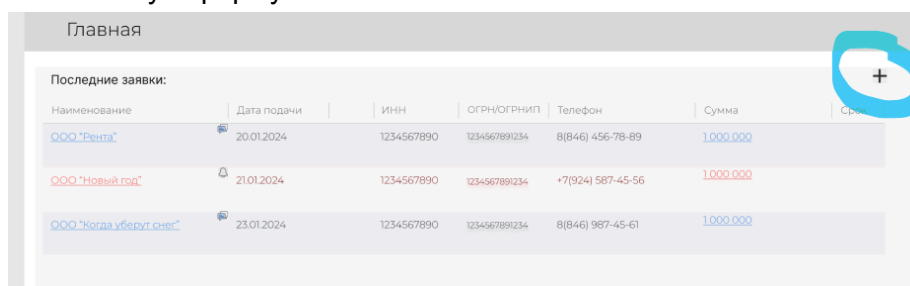 Главная
Последние заявки:
+
Наименование Дата подачи ИНН ОГРН/ОГРНИП Телефон Сумма
ООО "Рента" 20.01.2024 1234567890 1234567891234 8(846) 456-78-89 1 000 000
ООО "Новый год" 21.01.2024 1234567890 1234567891234 +7(924) 587-45-56 1 000 000
ООО "Когда уберут снег" 23.01.2024 1234567890 1234567891234 8(846) 987-45-61 1 000 000